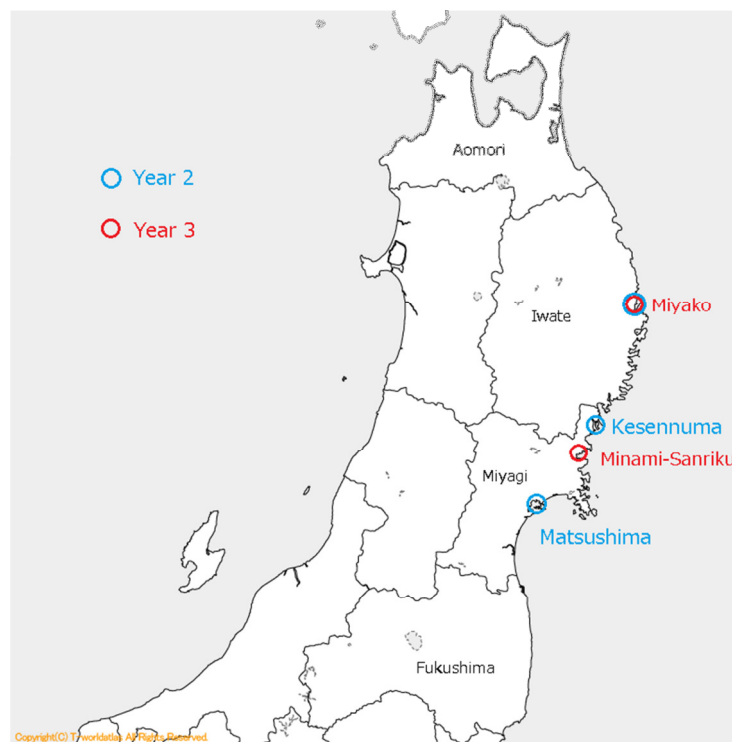 Aomori
Year 2
Year 3
Iwate
Miyako
Kesennuma
Minami-Sanriku
Miyagi
Matsushima
Fukushima
Copyright(C) T-worldatlas All Rights Reserved.